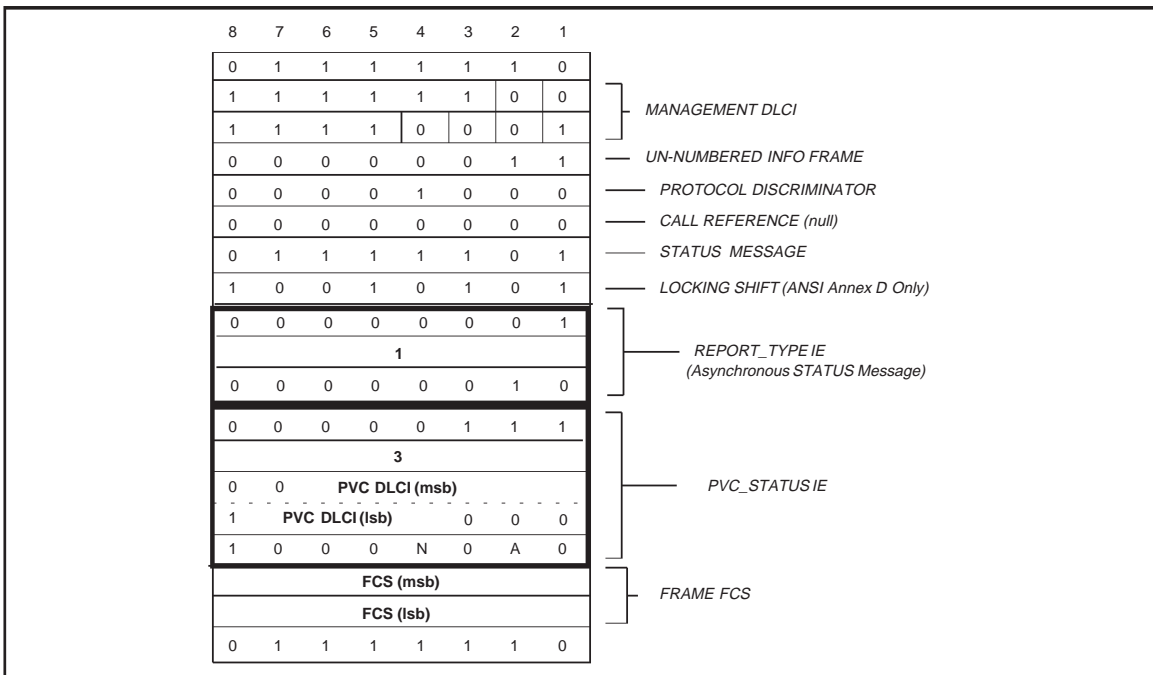 8 7 6 5 4 3 2 1
0 1 1 1 1 1 1 0
1 1 1 1 1 1 0 0
MANAGEMENT DLCI
1 1 1 1 0 0 0 1
0 0 0 0 0 0 1 1 UN-NUMBERED INFO FRAME
0 0 0 0 1 0 0 0 PROTOCOL DISCRIMINATOR
0 0 0 0 0 0 0 0 CALL REFERENCE (null)
0 1 1 1 1 1 0 1 STATUS MESSAGE
1 0 0 1 0 1 0 1 LOCKING SHIFT (ANSI Annex D Only)
0 0 0 0 0 0 0 1
1 REPORT_TYPE IE
(Asynchronous STATUS Message)
0 0 0 0 0 0 1 0
0 0 0 0 0 1 1 1
3
0 0 PVC DLCI (msb) PVC_STATUS IE
1 PVC DLCI (lsb) 0 0 0
1 0 0 0 N 0 A 0
FCS (msb)
FRAME FCS
FCS (lsb)
0 1 1 1 1 1 1 0